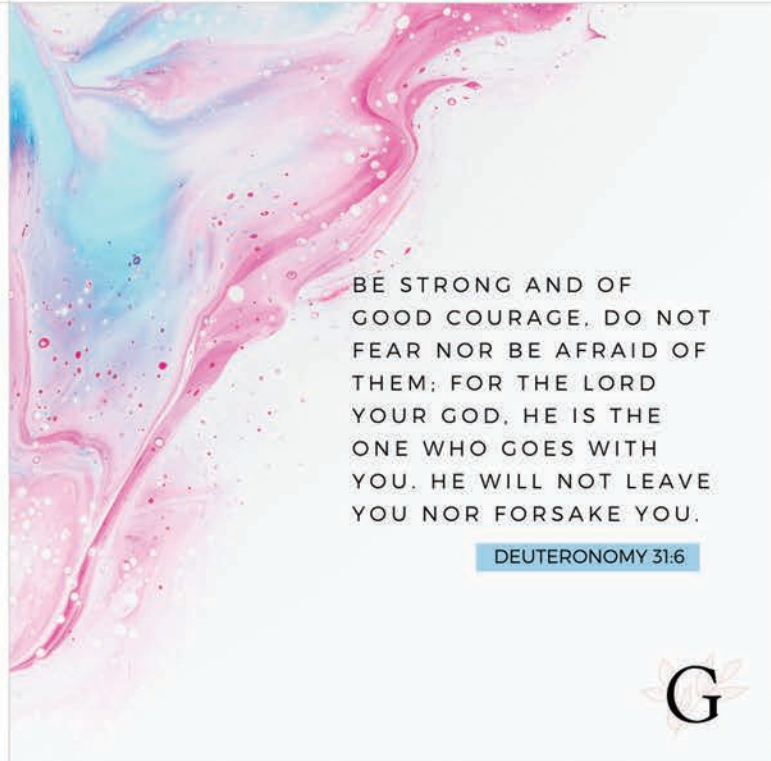 BE STRONG AND OF
GOOD COURAGE, DO NOT
FEAR NOR BE AFRAID OF
THEM; FOR THE LORD
YOUR GOD, HE IS THE
ONE WHO GOES WITH
YOU. HE WILL NOT LEAVE
YOU NOR FORSAKE YOU.
DEUTERONOMY 31:6
G